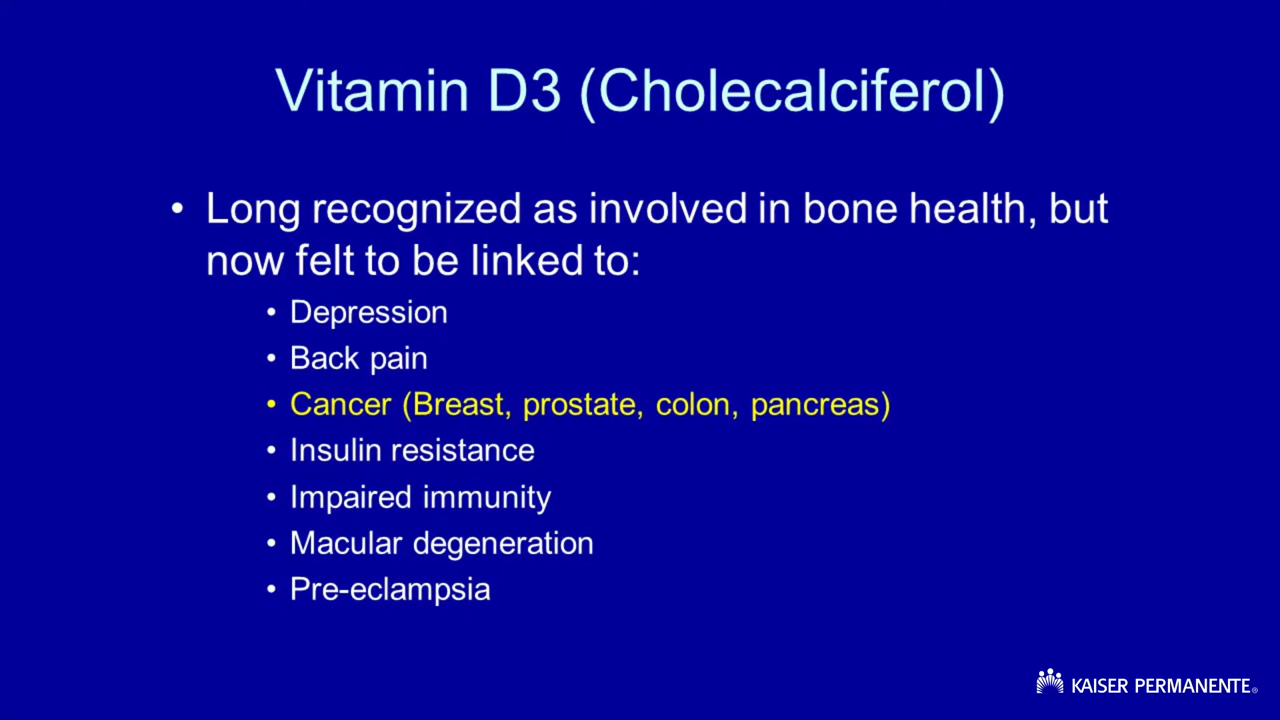 Vitamin D3 (Cholecalciferol)
• Long recognized as involved in bone health, but
now felt to be linked to:
• Depression
• Back pain
• Cancer (Breast, prostate, colon, pancreas)
• Insulin resistance
• Impaired immunity
• Macular degeneration
• Pre-eclampsia
KAISER PERMANENTE®